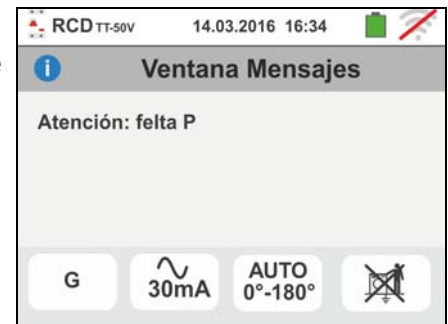 RCD TT-50V 14.03.2016 16:34
i Ventana Mensajes
Atención: felta P
G 30mA AUTO 0°-180°
e